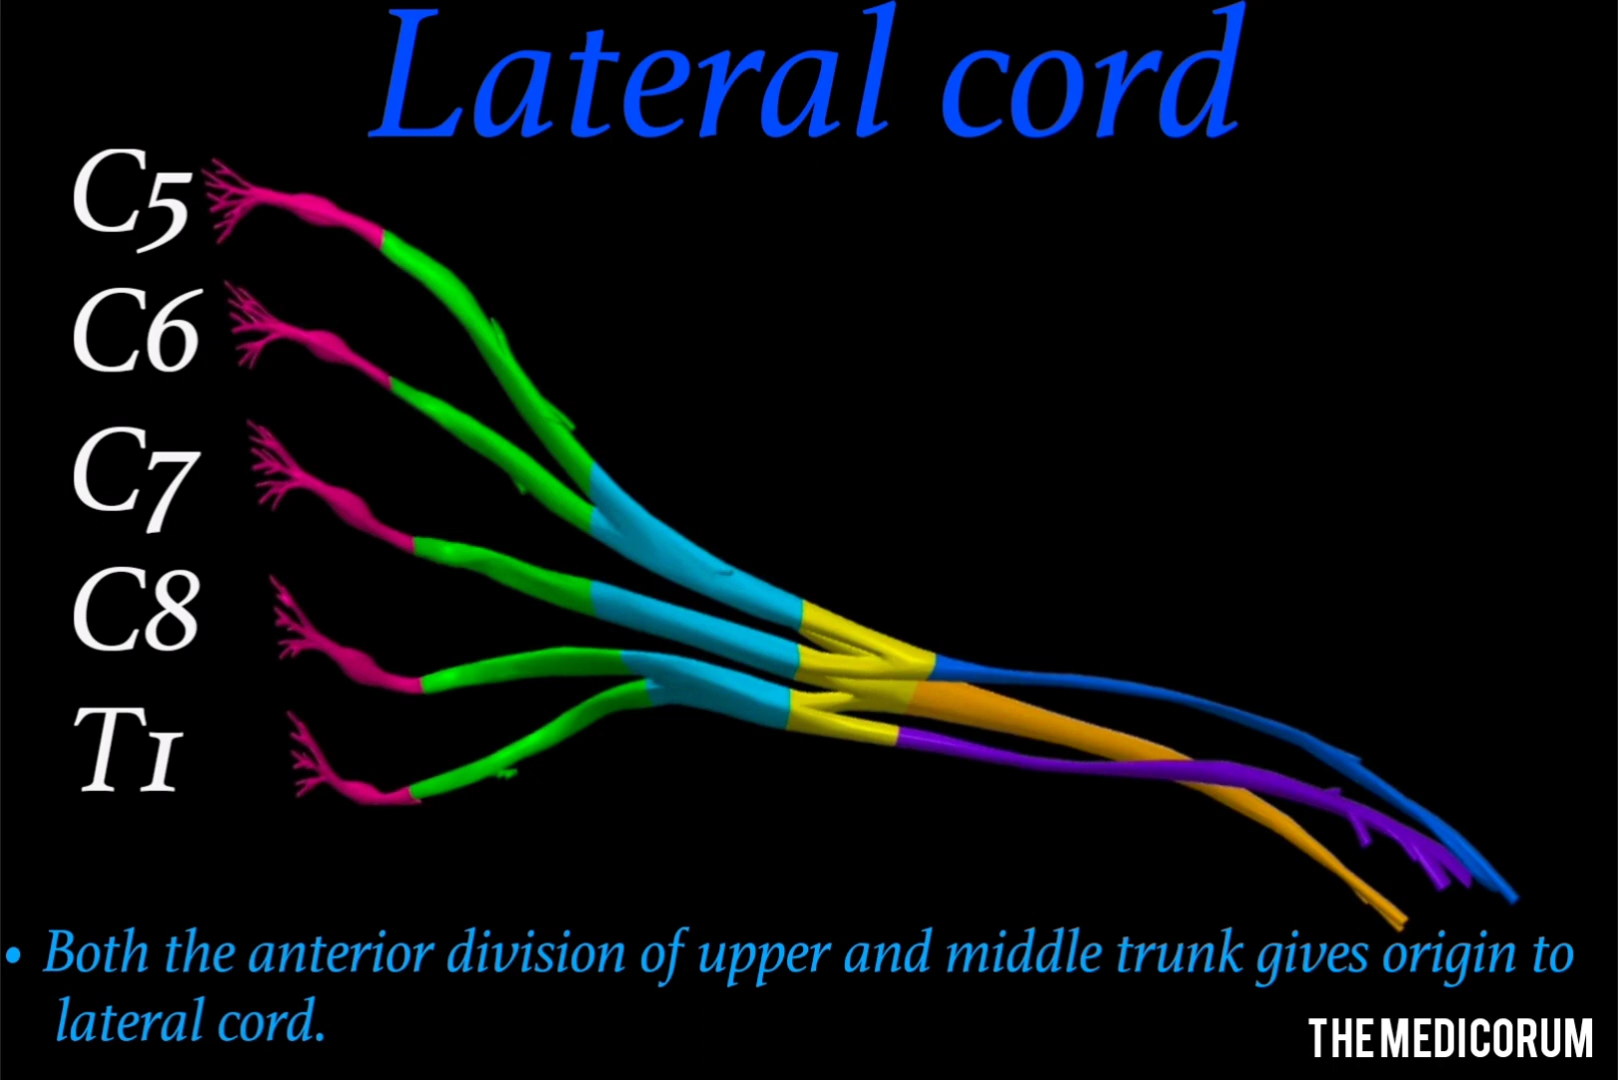 Lateral cord
C5
C6
C7
C8
T1
• Both the anterior division of upper and middle trunk gives origin to
lateral cord.
THE MEDICORUM